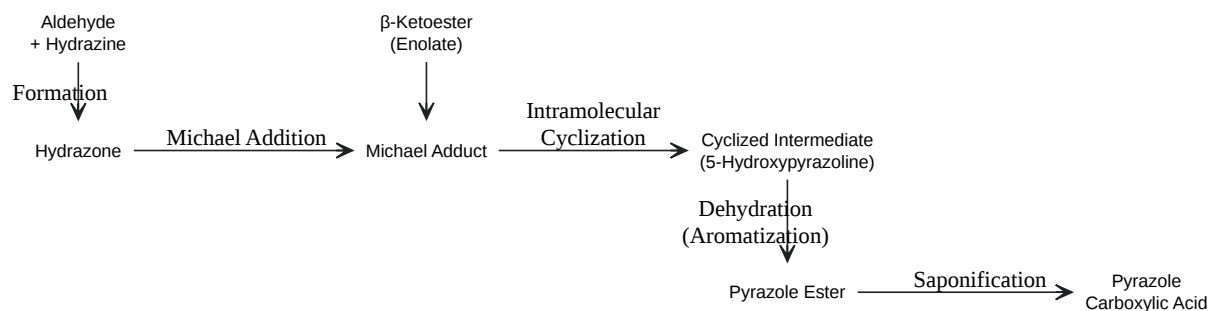 Aldehyde
+ Hydrazine
β-Ketoester
(Enolate)
Formation
Hydrazone
Michael Addition
Michael Adduct
Intramolecular
Cyclization
Cyclized Intermediate
(5-Hydroxypyrazoline)
Dehydration
(Aromatization)
Pyrazole Ester
Saponification
Pyrazole
Carboxylic Acid